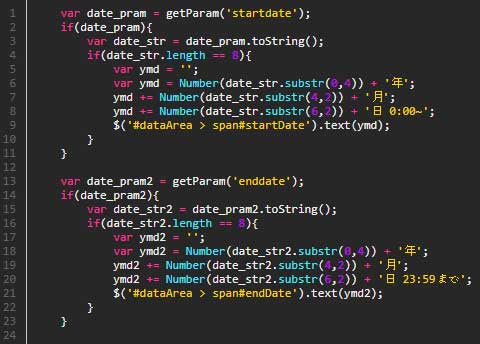 1 var date_pram = getParam('startdate');
2 if(date_pram){
3 var date_str = date_pram.toString();
4 if(date_str.length == 8){
5 var ymd = '';
6 var ymd = Number(date_str.substr(0,4)) + '年';
7 ymd += Number(date_str.substr(4,2)) + '月';
8 ymd += Number(date_str.substr(6,2)) + '日 0:00~';
9 $('#dataArea > span#startDate').text(ymd);
10 }
11 }
12
13 var date_pram2 = getParam('enddate');
14 if(date_pram2){
15 var date_str2 = date_pram2.toString();
16 if(date_str2.length == 8){
17 var ymd2 = '';
18 var ymd2 = Number(date_str2.substr(0,4)) + '年';
19 ymd2 += Number(date_str2.substr(4,2)) + '月';
20 ymd2 += Number(date_str2.substr(6,2)) + '日 23:59まで';
21 $('#dataArea > span#endDate').text(ymd2);
22 }
23 }
24